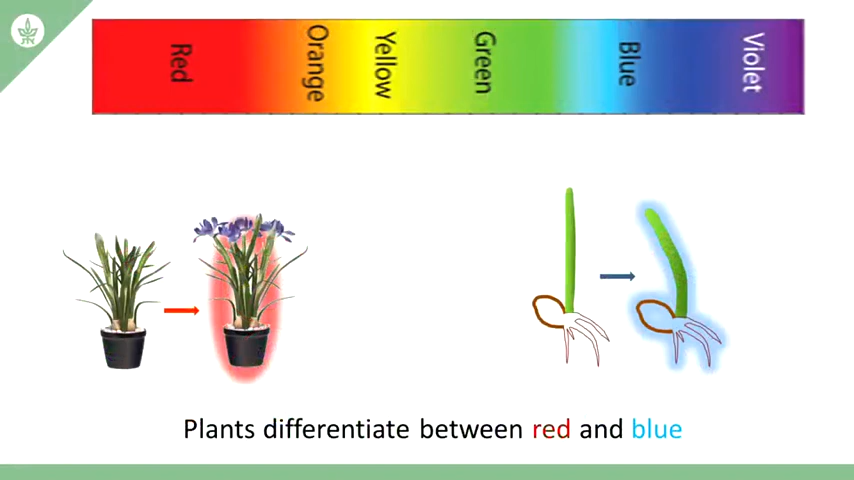 Red
Orange
Yellow
Green
Blue
Violet
Plants differentiate between red and blue